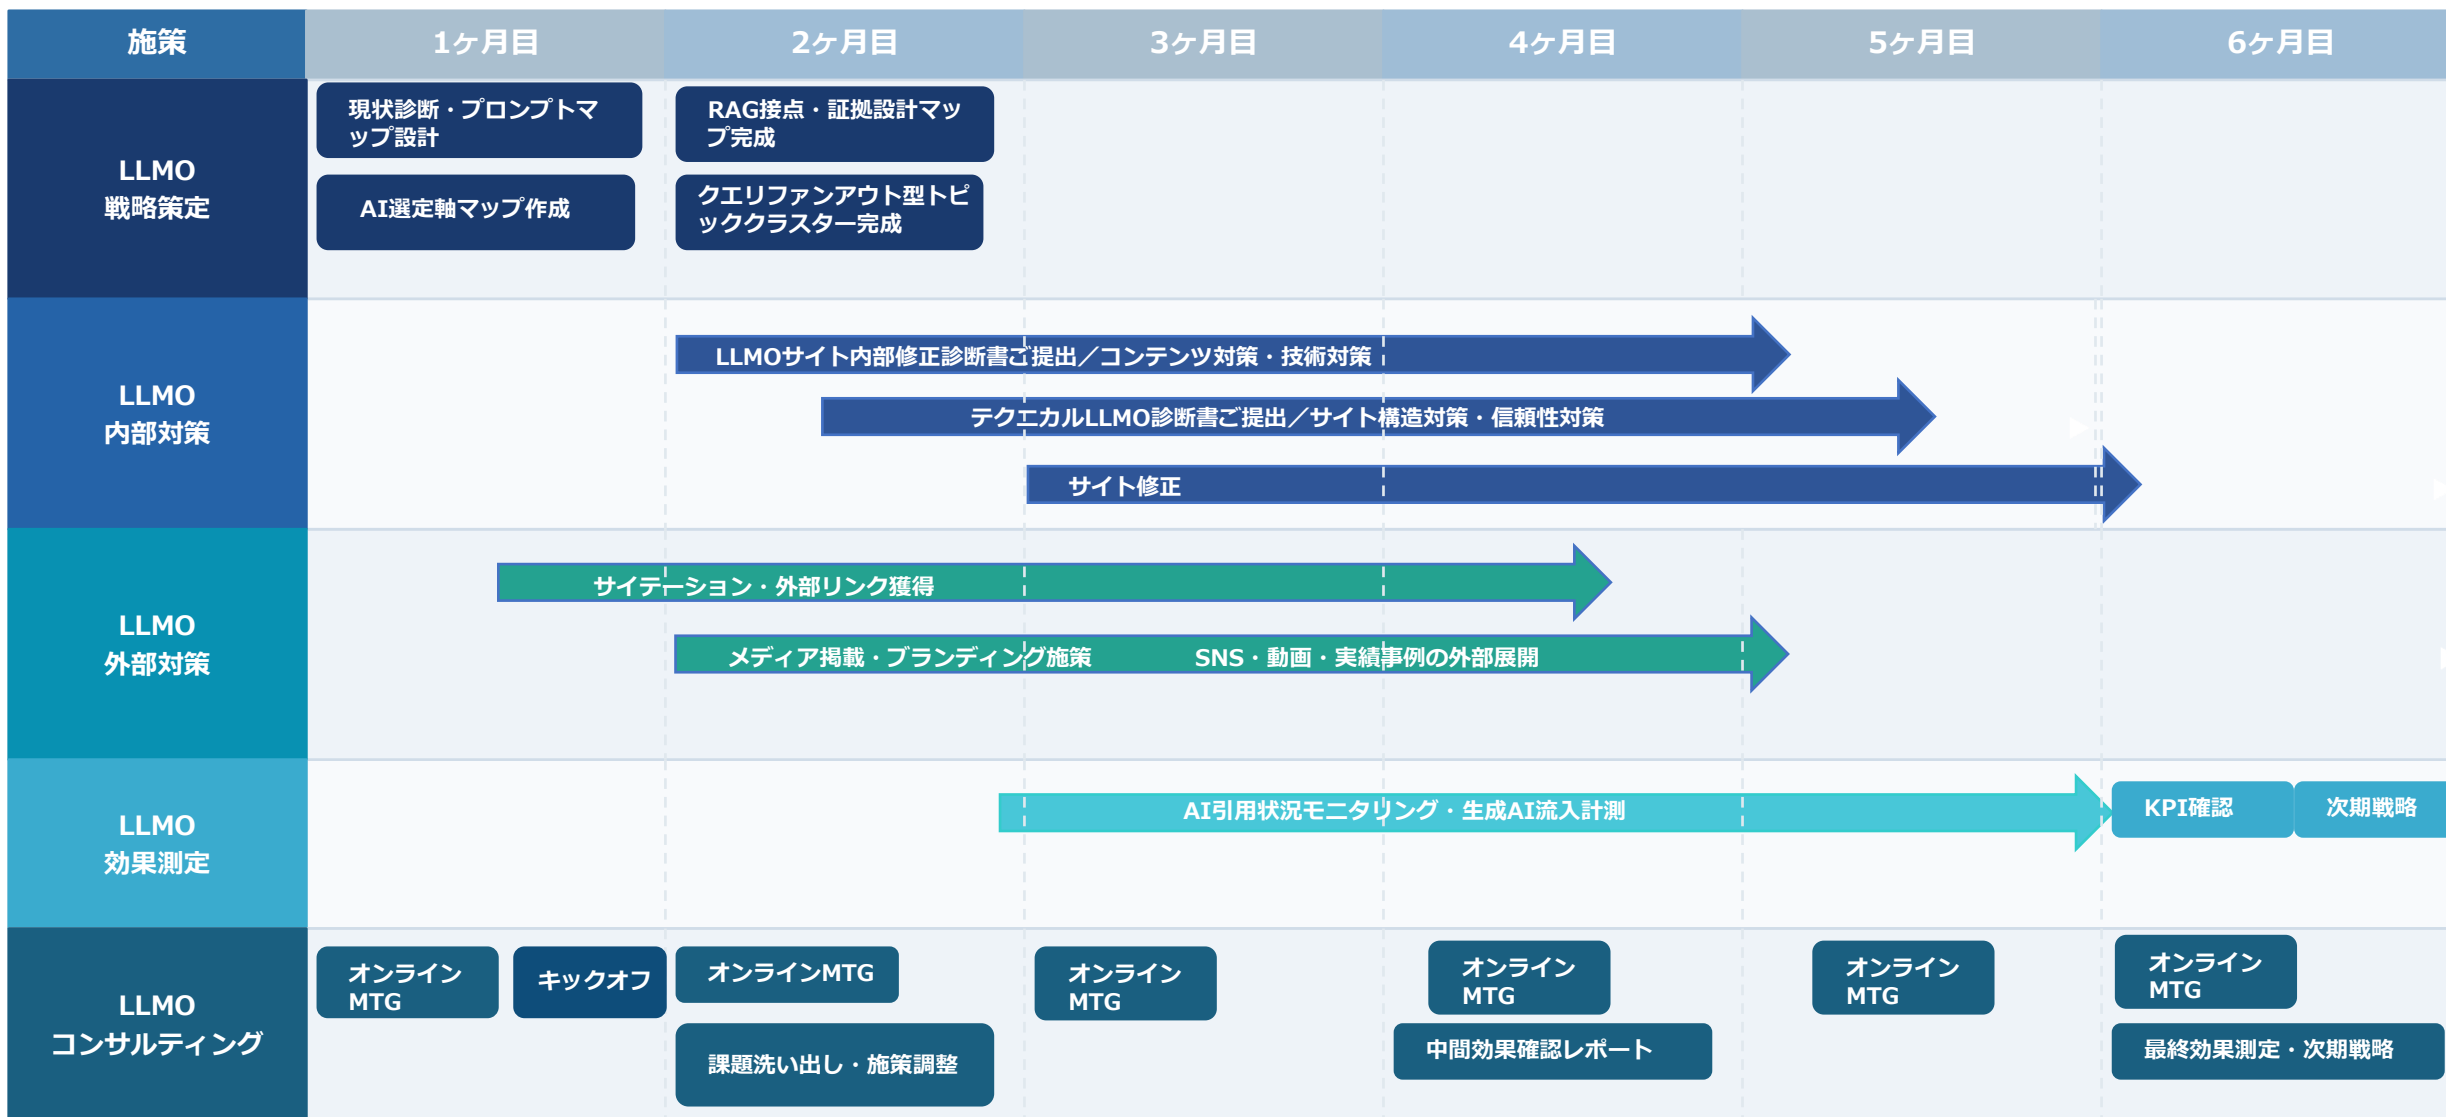 施策
1ヶ月目
2ヶ月目
3ヶ月目
4ヶ月目
5ヶ月目
6ヶ月目
LLMO
戦略策定
現状診断・プロンプトマ
ップ設計
RAG接点・証拠設計マッ
プ完成
AI選定軸マップ作成
クエリファンアウト型トピ
ッククラスター完成
LLMO
内部対策
LLMOサイト内部修正診断書ご提出／コンテンツ対策・技術対策
テクニカルLLMO診断書ご提出／サイト構造対策・信頼性対策
サイト修正
LLMO
外部対策
サイテーション・外部リンク獲得
メディア掲載・ブランディング施策
SNS・動画・実績事例の外部展開
LLMO
効果測定
AI引用状況モニタリング・生成AI流入計測
KPI確認
次期戦略
LLMO
コンサルティング
オンライン
MTG
キックオフ
オンラインMTG
オンライン
MTG
オンライン
MTG
オンライン
MTG
オンライン
MTG
課題洗い出し・施策調整
中間効果確認レポート
最終効果測定・次期戦略